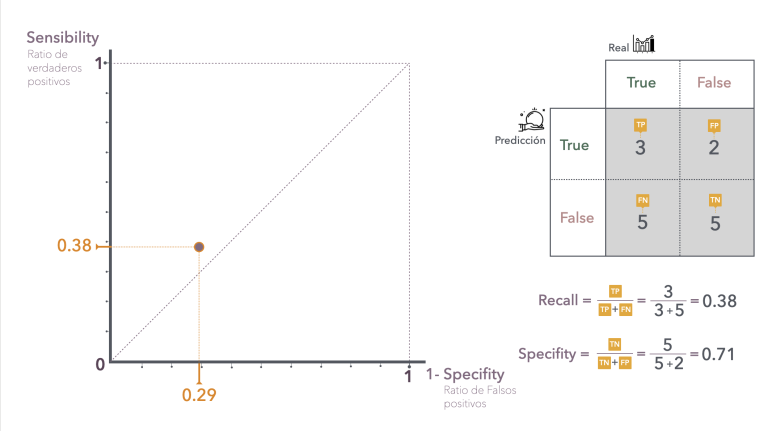 Sensibility
Ratio de
verdaderos
positivos
1
0.38
0
0.29
1
1- Specifity
Ratio de Falsos
positivos
Real
True False
Predicción
True
TP FP
3 2
False
FN TN
5 5
Recall = TP / TP + FN = 3 / 3 + 5 = 0.38
Specifity = TN / TN + FP = 5 / 5 + 2 = 0.71